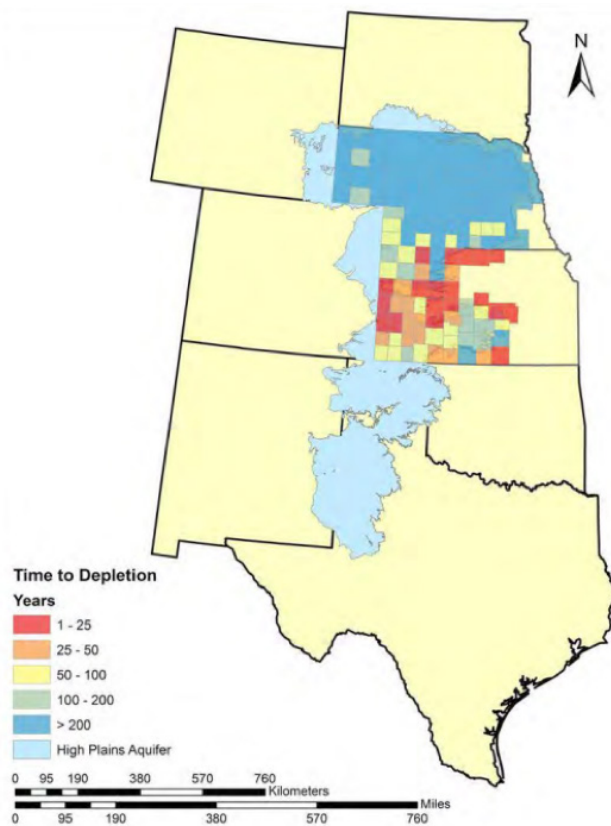 N
Time to Depletion
Years
1 - 25
25 - 50
50 - 100
100 - 200
> 200
High Plains Aquifer
0 95 190 380 570 760
Kilometers
Miles
0 95 190 380 570 760